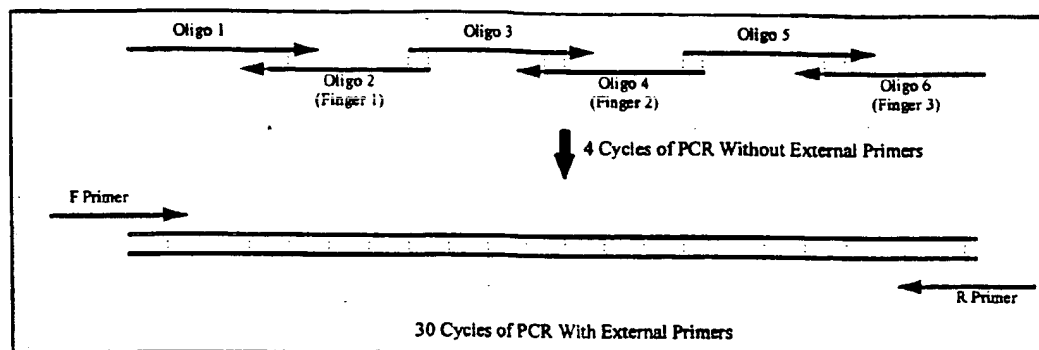 Oligo 1
Oligo 3
Oligo 5
Oligo 2
(Finger 1)
Oligo 4
(Finger 2)
Oligo 6
(Finger 3)
4 Cycles of PCR Without External Primers
F Primer
R Primer
30 Cycles of PCR With External Primers